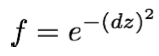 f = e^{-(dz)^2}